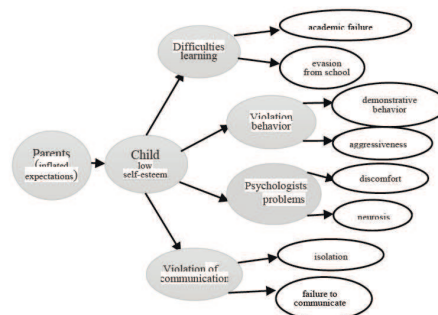 Difficulties
learning
academic failure
evasion
from school
Violation
behavior
demonstrative
behavior
aggressiveness
Parents
(inflated
expectations)
Child
low
self-esteem
Psychologists
problems
discomfort
neurosis
Violation of
communication
isolation
failure to
communicate